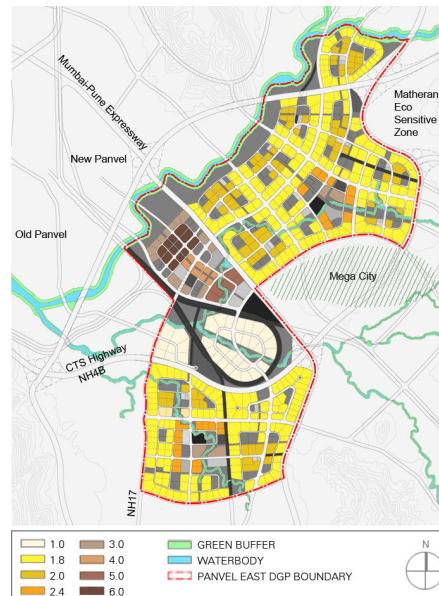 Mumbai-Pune Expressway
Matheran
Eco
Sensitive
Zone
New Panvel
Old Panvel
Mega City
CTS Highway
NH4B
NH17
1.0
1.8
2.0
2.4
3.0
4.0
5.0
6.0
GREEN BUFFER
WATERBODY
PANVEL EAST DGP BOUNDARY
N